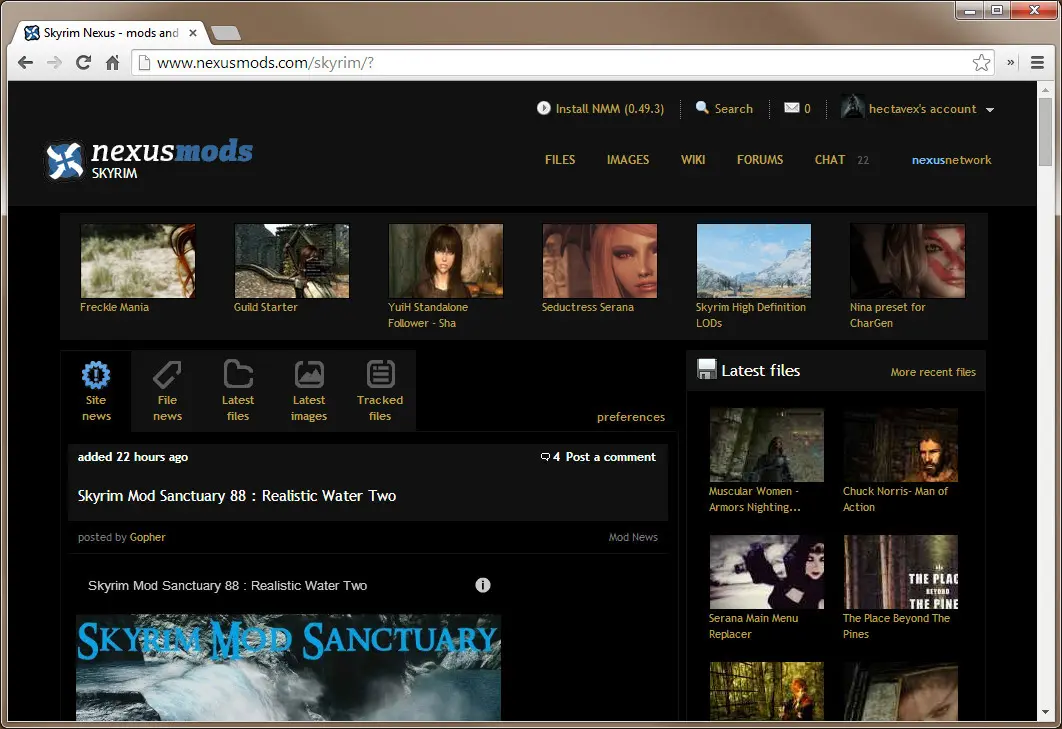 Skyrim Nexus - mods and
www.nexusmods.com/skyrim/?
Install NMM (0.49.3)
Search
0
hectavex's account
nexusmods
SKYRIM
FILES
IMAGES
WIKI
FORUMS
CHAT 22
nexusnetwork
Freckle Mania
Guild Starter
YuiH Standalone
Follower - Sha
Seductress Serana
Skyrim High Definition
LODs
Nina preset for
CharGen
Site
news
File
news
Latest
files
Latest
images
Tracked
files
preferences
added 22 hours ago
4 Post a comment
Skyrim Mod Sanctuary 88 : Realistic Water Two
posted by Gopher
Mod News
Skyrim Mod Sanctuary 88 : Realistic Water Two
SKYRIM MOD SANCTUARY
Latest files
More recent files
Muscular Women -
Armors Nighting...
Chuck Norris- Man of
Action
THE PLAC
BEYOND
THE PINE
Serana Main Menu
Replacer
The Place Beyond The
Pines